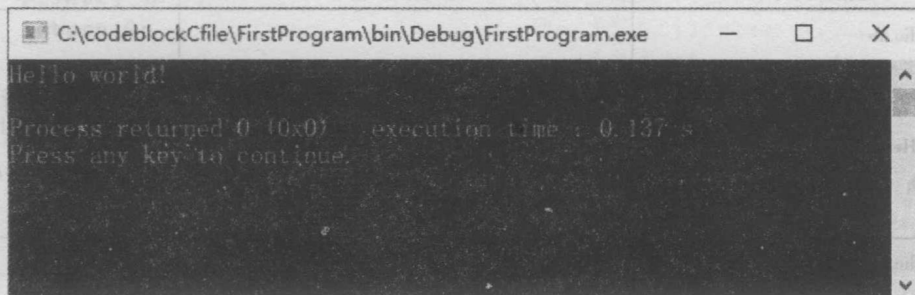 C:\codeblockCfile\FirstProgram\bin\Debug\FirstProgram.exe
Hello world!
Process returned 0 (0x0) execution time : 0.137 s
Press any key to continue.